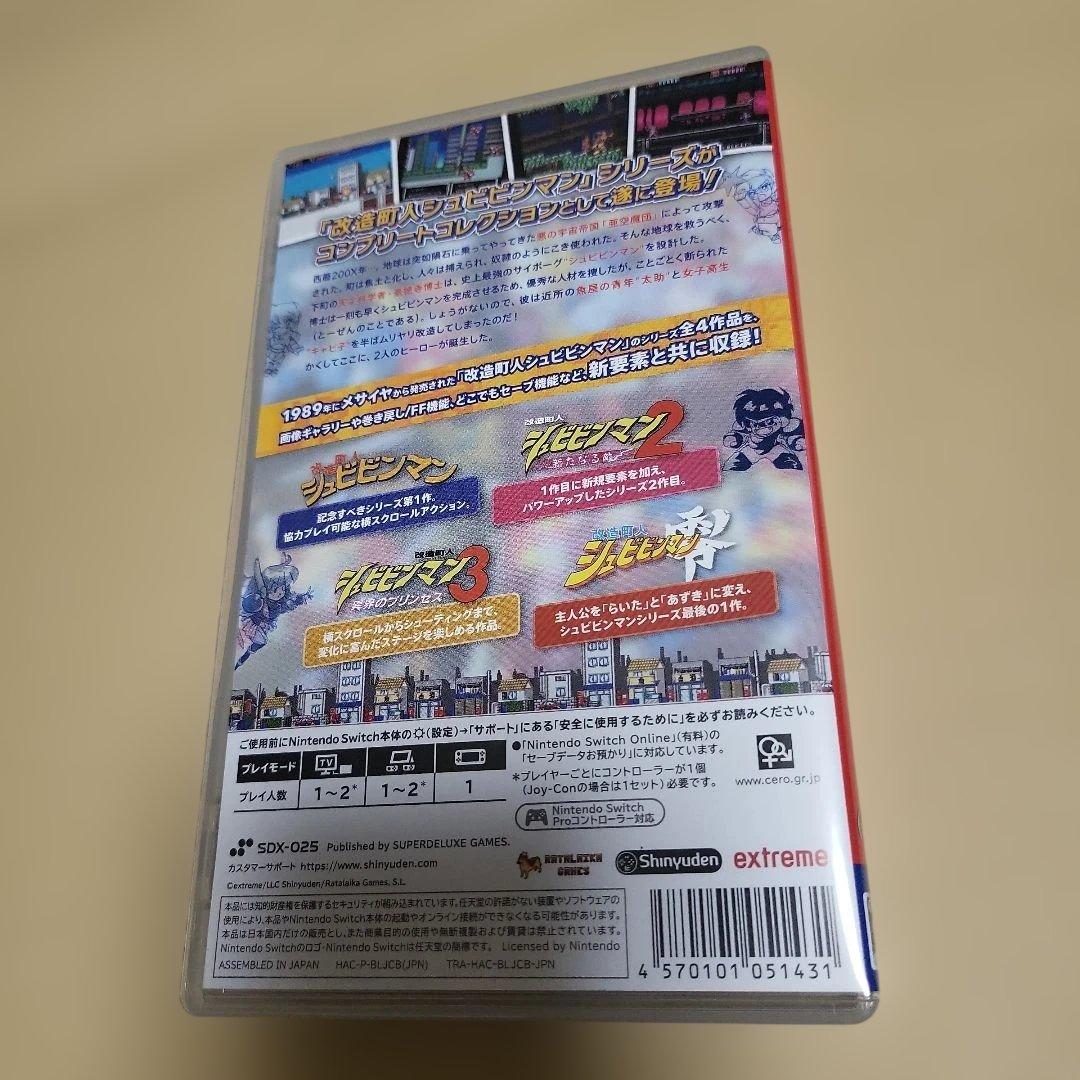 『改造町人シュビビンマン』シリーズが
コンプリートコレクションとして遂に登場!
西暦200X年…、地球は突如隕石に乗ってやってきた悪の宇宙帝国「亜空魔団」によって攻撃
された。町は焦土と化し、人々は捕えられ、奴隷のようにこき使われた。そんな地球を救うべく、
下町の天才科学者・ 博士は、史上最強のサイボーグ"シュビビンマン"を設計した。
博士は一刻も早くシュビビンマンを完成させるため、優秀な人材を捜したが、ことごとく断られた
(とーぜんのことである)。しょうがないので、彼は近所の魚屋の青年"太助"と女子高生
"キャピ子"を半ばムリヤリ改造してしまったのだ!
かくしてここに、2人のヒーローが誕生した。
1989年にメサイヤから発売された「改造町人シュビビンマン」のシリーズ全4作品を、
画像ギャラリーや巻き戻し/FF機能、どこでもセーブ機能など、新要素と共に収録!
改造町人
シュビビンマン
記念すべきシリーズ第1作。
協力プレイ可能な横スクロールアクション。
改造町人
シュビビンマン2
新たなる敵
1作目に新規要素を加え、
パワーアップしたシリーズ2作目。
改造町人
シュビビンマン3
異界のプリンセス
横スクロールからシューティングまで、
変化に富んだステージを楽しめる作品。
改造町人
シュビビンマン零
主人公を「らいた」と「あずき」に変え、
シュビビンマンシリーズ最後の1作。
ご使用前にNintendo Switch本体の(設定)→「サポート」にある「安全に使用するために」を必ずお読みください。
プレイモード TV
プレイ人数 1~2* 1~2* 1
●「Nintendo Switch Online」(有料)の
「セーブデータお預かり」に対応しています。
*プレイヤーごとにコントローラーが1個
(Joy-Conの場合は1セット)必要です。
Nintendo Switch
Proコントローラー対応
www.cero.gr.jp
SDX-025 Published by SUPERDELUXE GAMES.
カスタマーサポート https://www.shinyuden.com
©extreme/LLC Shinyuden/Ratalaika Games, S.L.
RATALAIKA
GAMES
Shinyuden
extreme
本品には知的財産権を保護するセキュリティが組み込まれています。任天堂の許諾がない装置やソフトウェアの
使用により、本品やNintendo Switch本体の起動やオンライン接続ができなくなる可能性があります。
本品は日本国内だけの販売とし、また商業目的の使用や無断複製および賃貸は禁止されています。
Nintendo Switchのロゴ・Nintendo Switchは任天堂の商標です。 Licensed by Nintendo
ASSEMBLED IN JAPAN HAC-P-BLJCB(JPN) TRA-HAC-BLJCB-JPN
4 570101 051431